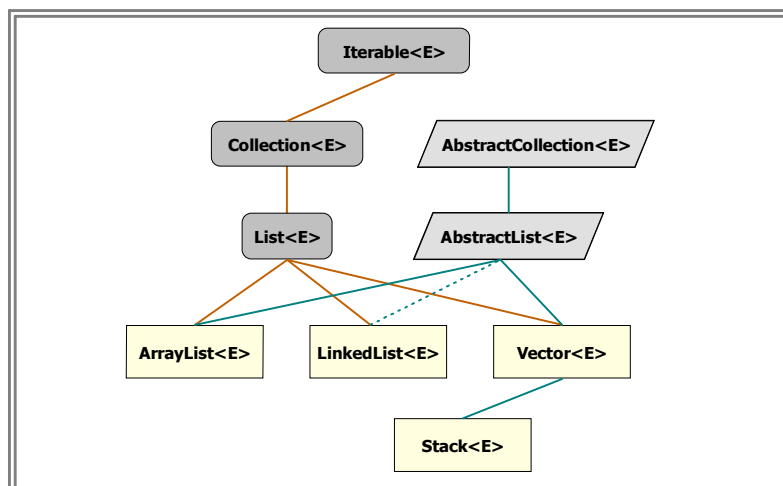 Iterable<E>
Collection<E>
AbstractCollection<E>
List<E>
AbstractList<E>
ArrayList<E>
LinkedList<E>
Vector<E>
Stack<E>